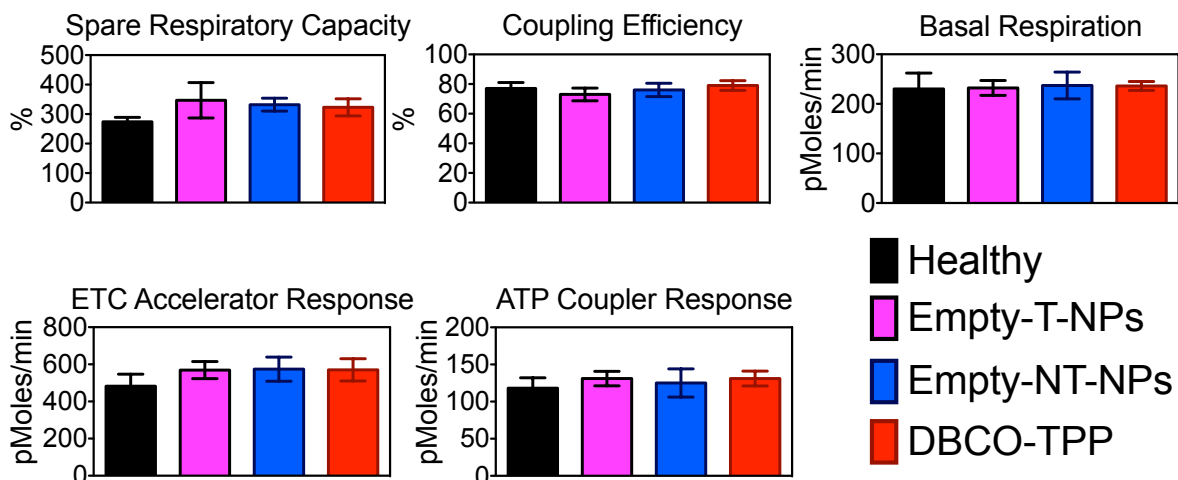 Spare Respiratory Capacity
500
400
300
200
100
0
%
Coupling Efficiency
100
80
60
40
20
0
%
Basal Respiration
300
200
100
0
pMoles/min
ETC Accelerator Response
800
600
400
200
0
pMoles/min
ATP Coupler Response
200
150
100
50
0
pMoles/min
Healthy
Empty-T-NPs
Empty-NT-NPs
DBCO-TPP